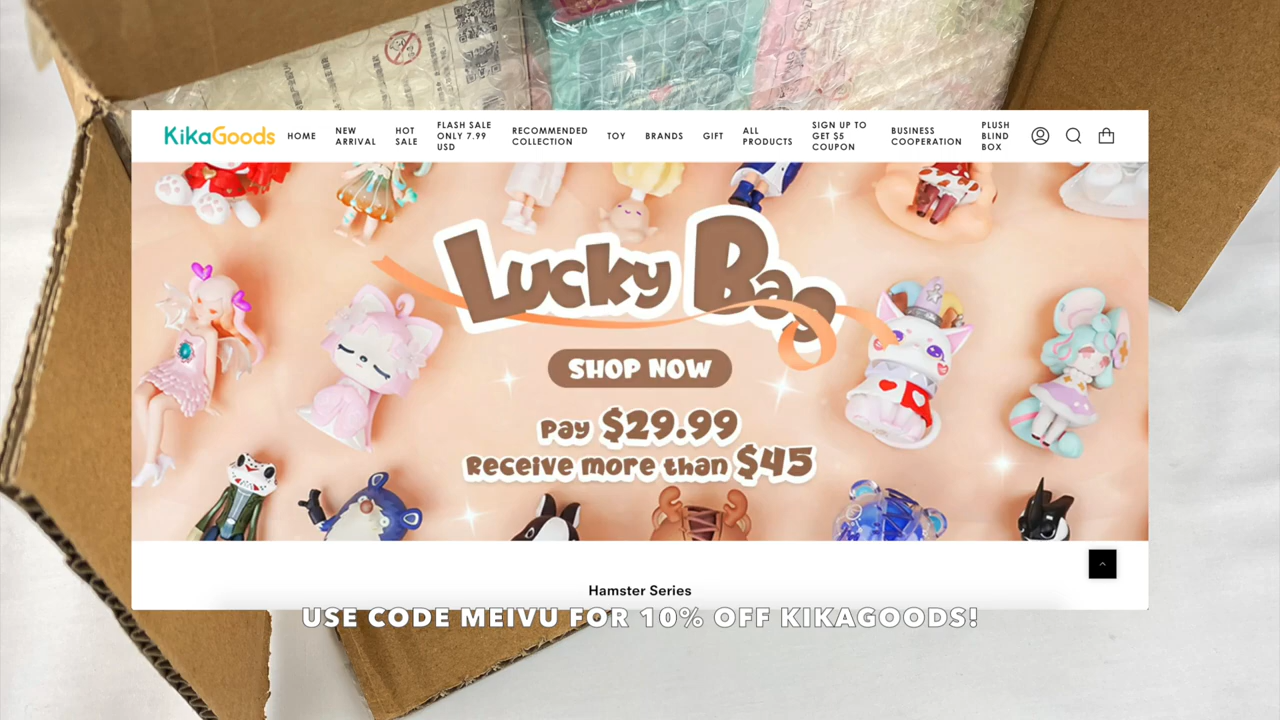 KikaGoods
HOME
NEW
ARRIVAL
HOT
SALE
FLASH SALE
ONLY 7.99
USD
RECOMMENDED
COLLECTION
TOY
BRANDS
GIFT
ALL
PRODUCTS
SIGN UP TO
GET $5
COUPON
BUSINESS
COOPERATION
PLUSH
BLIND
BOX
Lucky Bag
SHOP NOW
Pay $29.99
Receive more than $45
Hamster Series
USE CODE MEIVU FOR 10% OFF KIKAGOODS!